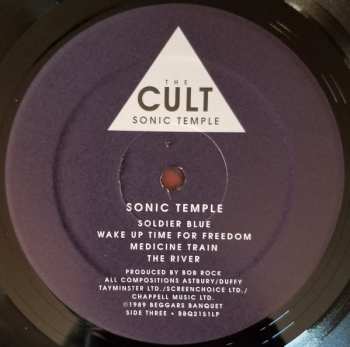 THE
CULT
SONIC TEMPLE
SONIC TEMPLE
SOLDIER BLUE
WAKE UP TIME FOR FREEDOM
MEDICINE TRAIN
THE RIVER
PRODUCED BY BOB ROCK
ALL COMPOSITIONS ASTBURY/DUFFY
TAYMINSTER LTD./SCREENCHOICE LTD./
CHAPPELL MUSIC LTD.
℗1989 BEGGARS BANQUET
SIDE THREE • BBQ2151LP